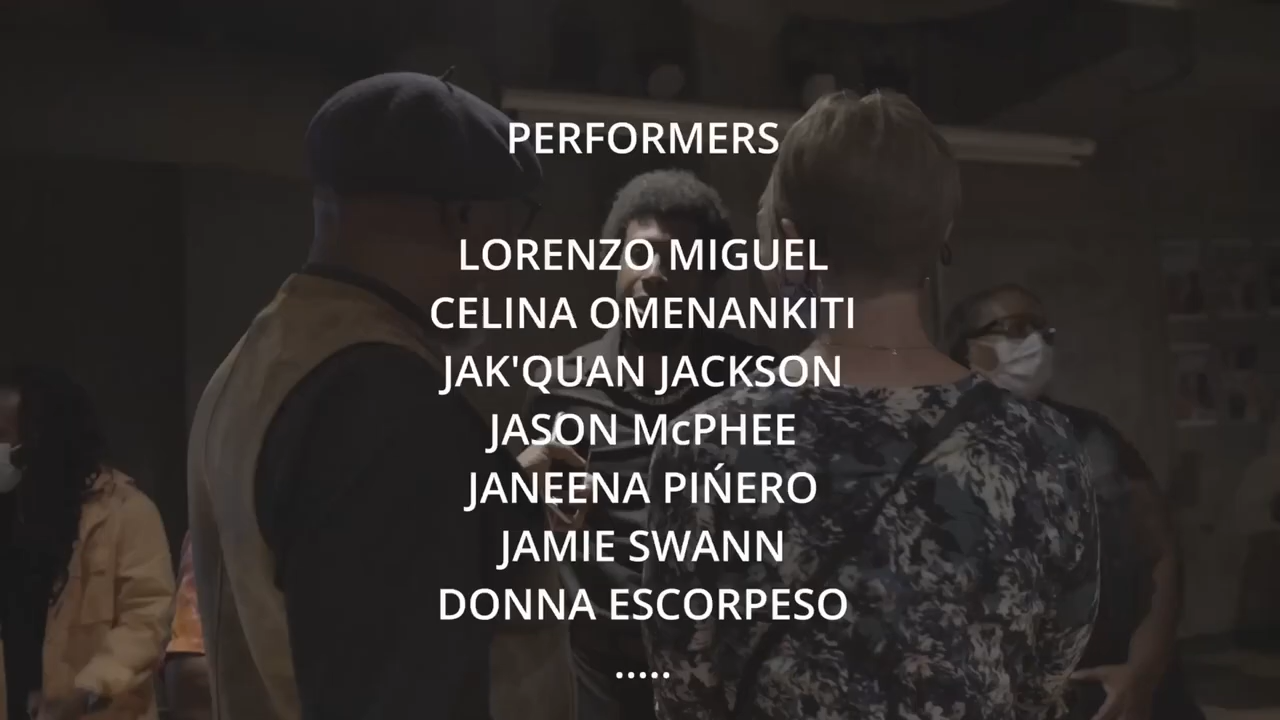 PERFORMERS
LORENZO MIGUEL
CELINA OMENANKITI
JAK'QUAN JACKSON
JASON McPHEE
JANEENA PIŃERO
JAMIE SWANN
DONNA ESCORPESO
.....